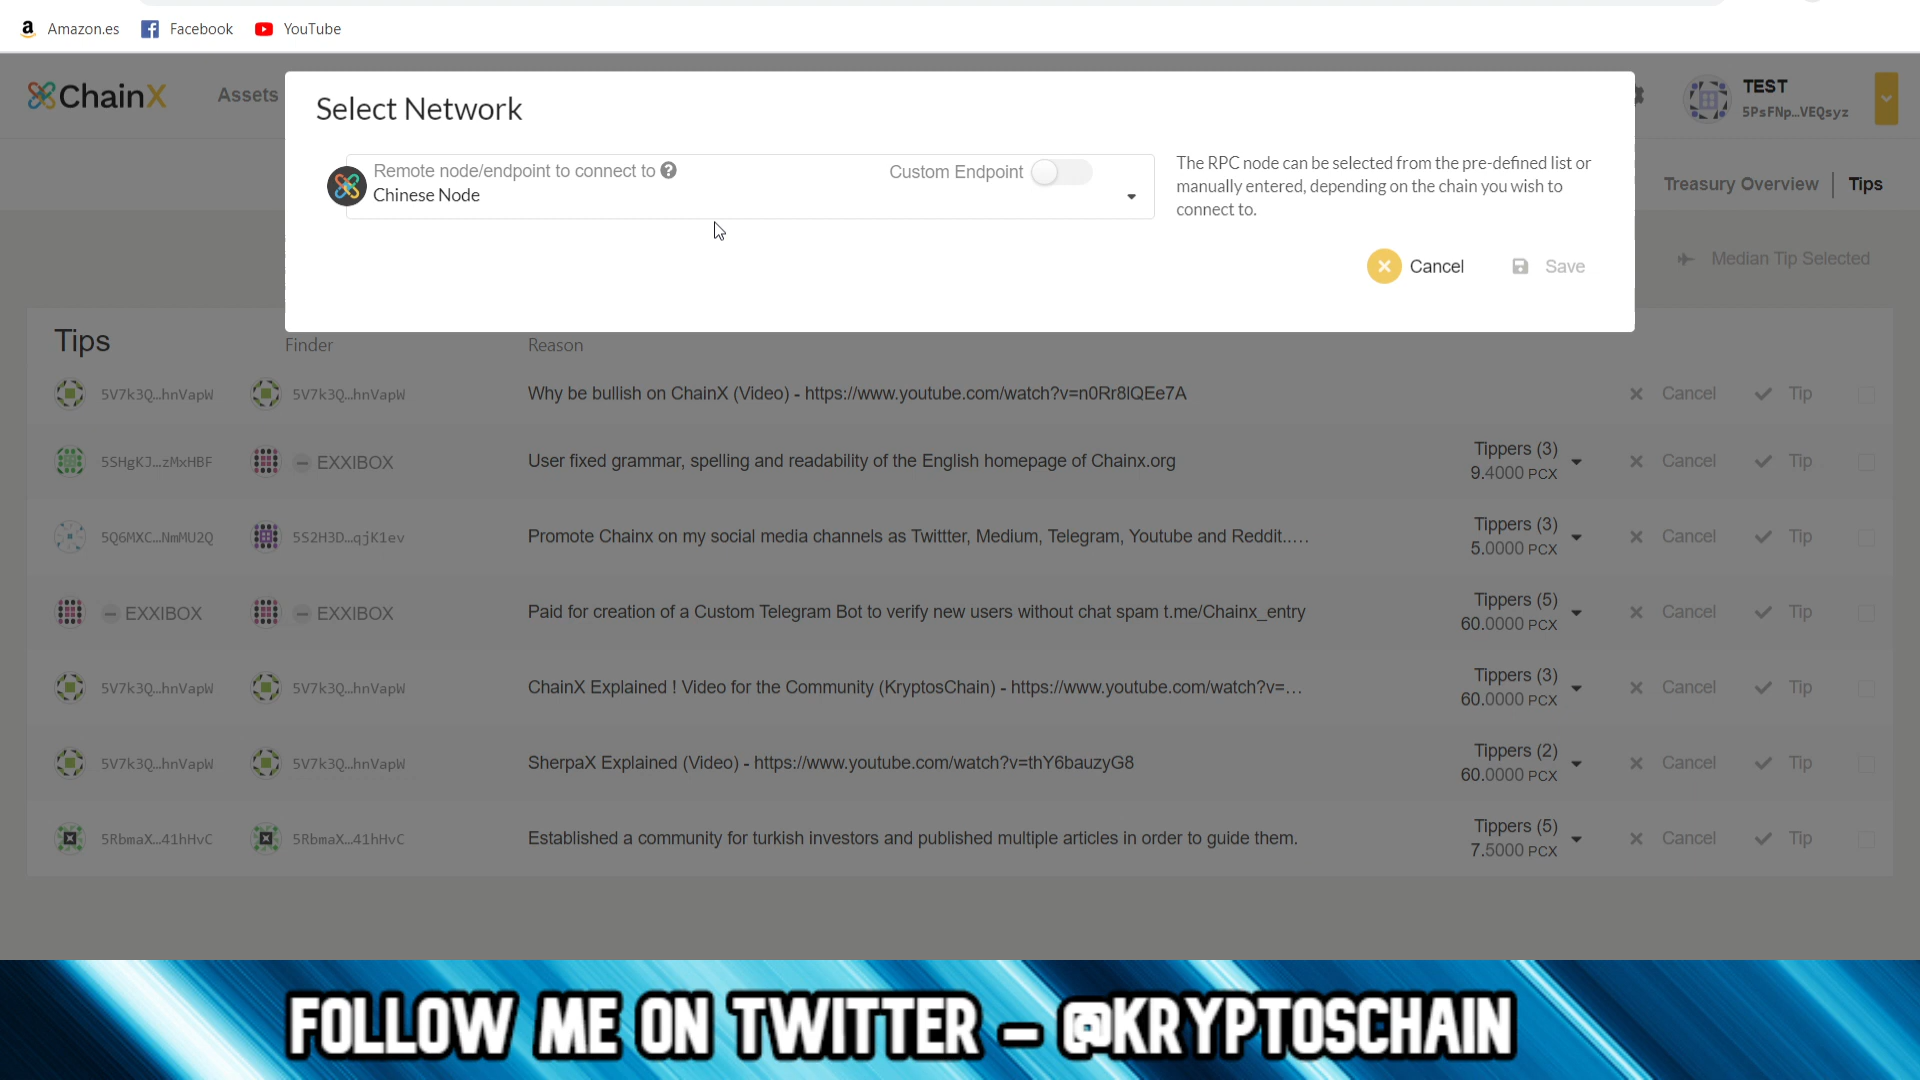 Amazon.es Facebook YouTube
ChainX Assets
TEST
5PsFNp…VEQsyz
Select Network
Remote node/endpoint to connect to ?
Chinese Node
Custom Endpoint
The RPC node can be selected from the pre-defined list or
manually entered, depending on the chain you wish to
connect to.
Cancel Save
Treasury Overview Tips
Median Tip Selected
Tips Finder Reason
5V7k3Q…hnVapW 5V7k3Q…hnVapW Why be bullish on ChainX (Video) - https://www.youtube.com/watch?v=n0Rr8lQEe7A Cancel Tip
5SHgKJ…zMxHBF EXXIBOX User fixed grammar, spelling and readability of the English homepage of Chainx.org Tippers (3) Cancel Tip
9.4000 PCX
5Q6MXC…NmMU2Q 5S2H3D…qjK1ev Promote Chainx on my social media channels as Twittter, Medium, Telegram, Youtube and Reddit..… Tippers (3) Cancel Tip
5.0000 PCX
EXXIBOX EXXIBOX Paid for creation of a Custom Telegram Bot to verify new users without chat spam t.me/Chainx_entry Tippers (5) Cancel Tip
60.0000 PCX
5V7k3Q…hnVapW 5V7k3Q…hnVapW ChainX Explained ! Video for the Community (KryptosChain) - https://www.youtube.com/watch?v=… Tippers (3) Cancel Tip
60.0000 PCX
5V7k3Q…hnVapW 5V7k3Q…hnVapW SherpaX Explained (Video) - https://www.youtube.com/watch?v=thY6bauzyG8 Tippers (2) Cancel Tip
60.0000 PCX
5RbmaX…41hHvC 5RbmaX…41hHvC Established a community for turkish investors and published multiple articles in order to guide them. Tippers (5) Cancel Tip
7.5000 PCX
FOLLOW ME ON TWITTER – @KRYPTOSCHAIN